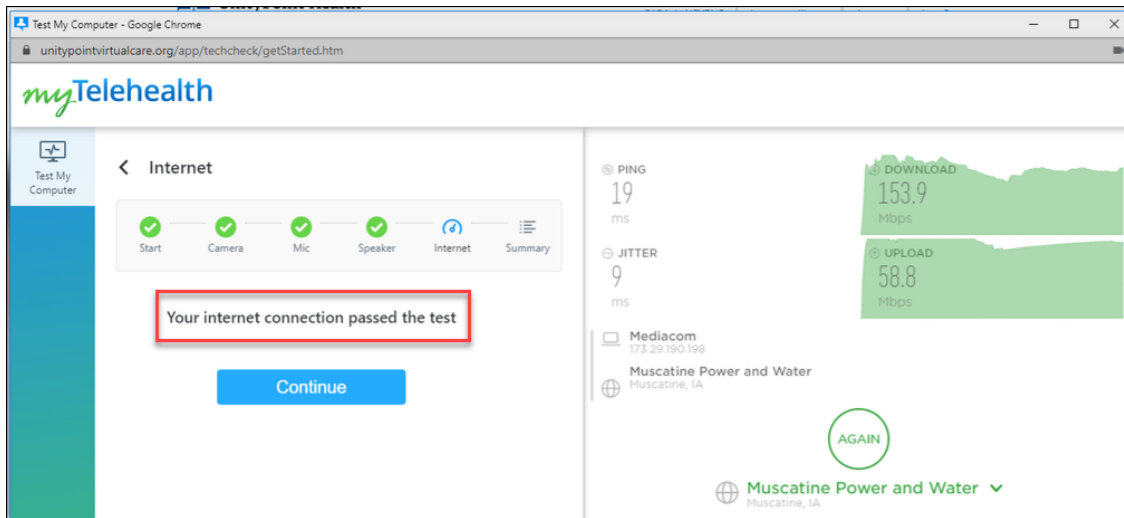 UnityPoint Health
Test My Computer - Google Chrome
unitypointvirtualcare.org/app/techcheck/getStarted.htm
myTelehealth
Test My
Computer
Internet
Start
Camera
Mic
Speaker
Internet
Summary
Your internet connection passed the test
Continue
PING
19
ms
DOWNLOAD
153.9
Mbps
JITTER
9
ms
UPLOAD
58.8
Mbps
Mediacom
173.29.190.198
Muscatine Power and Water
Muscatine, IA
AGAIN
Muscatine Power and Water
Muscatine, IA